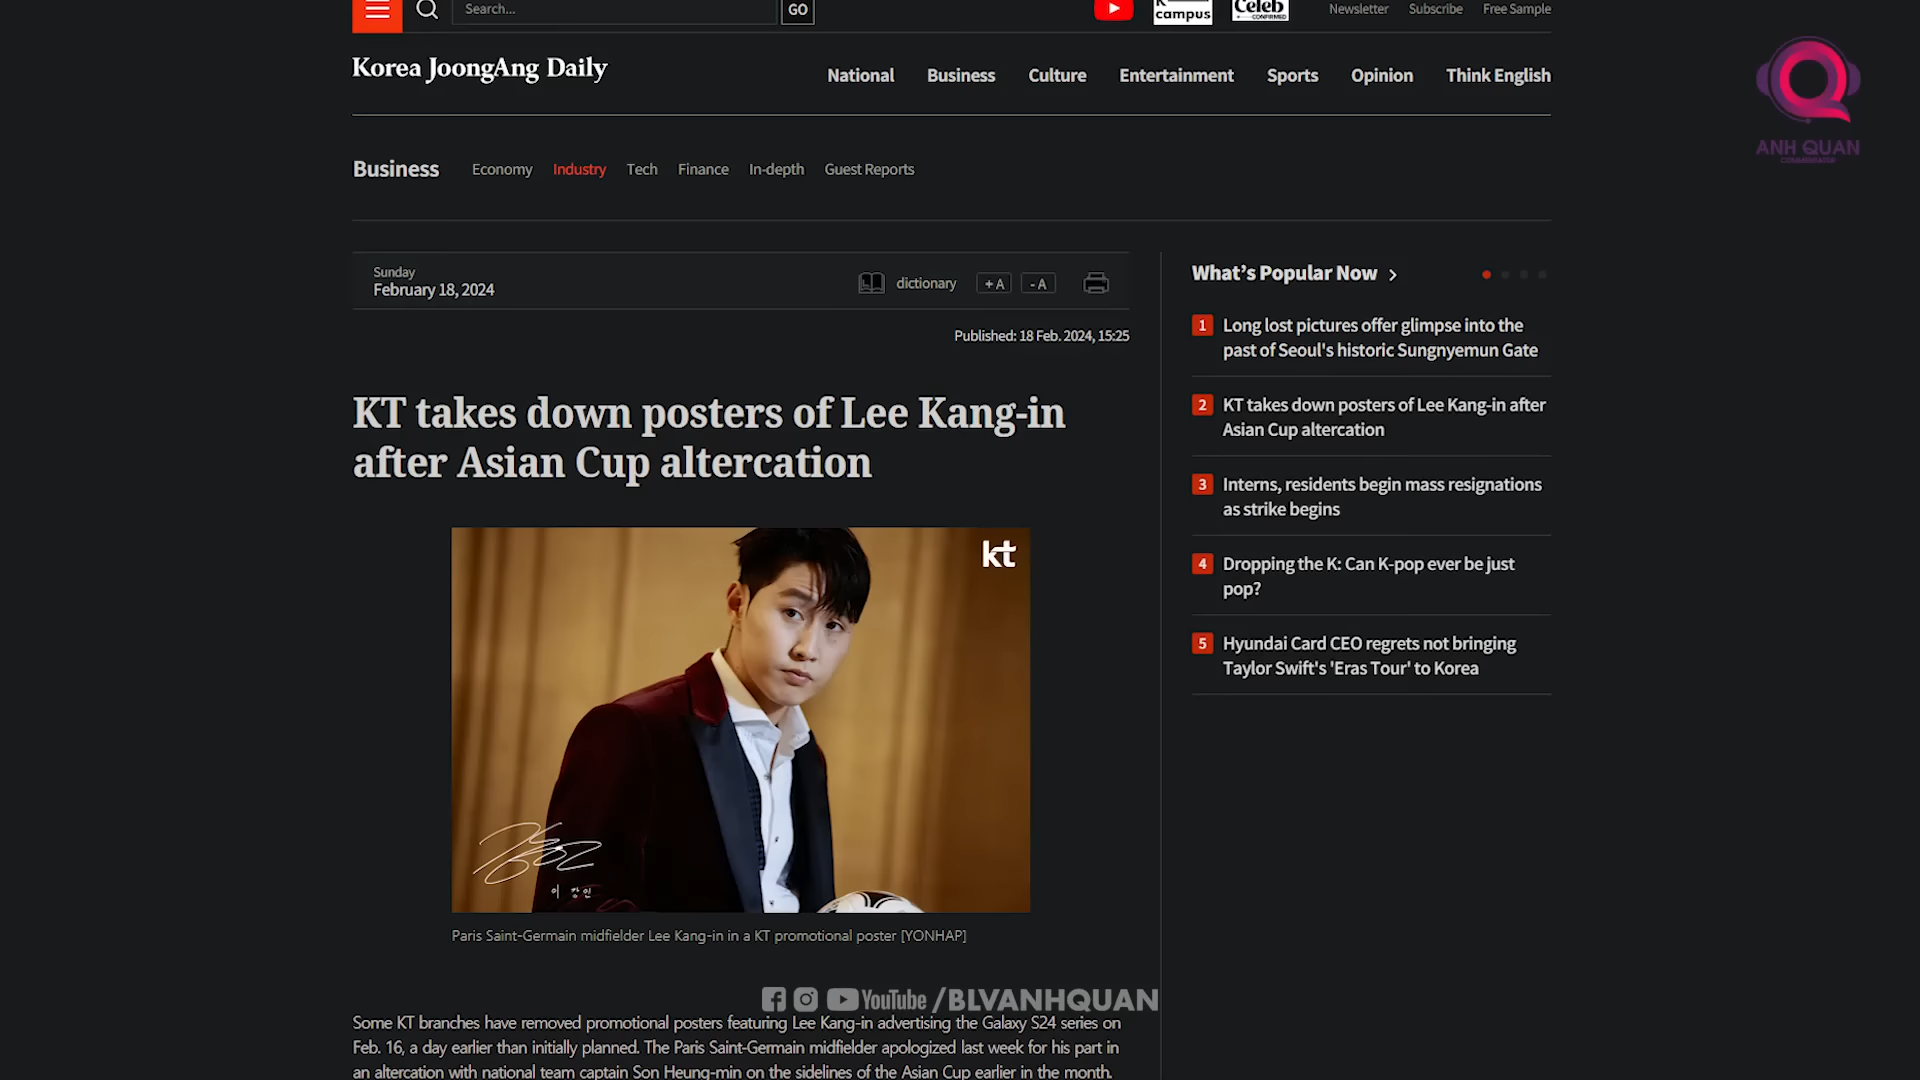 Search...
GO
campus
Celeb
CONFIRMED
Newsletter
Subscribe
Free Sample
Korea JoongAng Daily
National
Business
Culture
Entertainment
Sports
Opinion
Think English
ANH QUAN
Business
Economy
Industry
Tech
Finance
In-depth
Guest Reports
Sunday
February 18, 2024
dictionary
+ A
- A
Published: 18 Feb. 2024, 15:25
KT takes down posters of Lee Kang-in
after Asian Cup altercation
kt
이 강인
Paris Saint-Germain midfielder Lee Kang-in in a KT promotional poster [YONHAP]
YouTube /BLVANHQUAN
Some KT branches have removed promotional posters featuring Lee Kang-in advertising the Galaxy S24 series on
Feb. 16, a day earlier than initially planned. The Paris Saint-Germain midfielder apologized last week for his part in
an altercation with national team captain Son Heung-min on the sidelines of the Asian Cup earlier in the month.
What's Popular Now
1 Long lost pictures offer glimpse into the
past of Seoul's historic Sungnyemun Gate
2 KT takes down posters of Lee Kang-in after
Asian Cup altercation
3 Interns, residents begin mass resignations
as strike begins
4 Dropping the K: Can K-pop ever be just
pop?
5 Hyundai Card CEO regrets not bringing
Taylor Swift's 'Eras Tour' to Korea